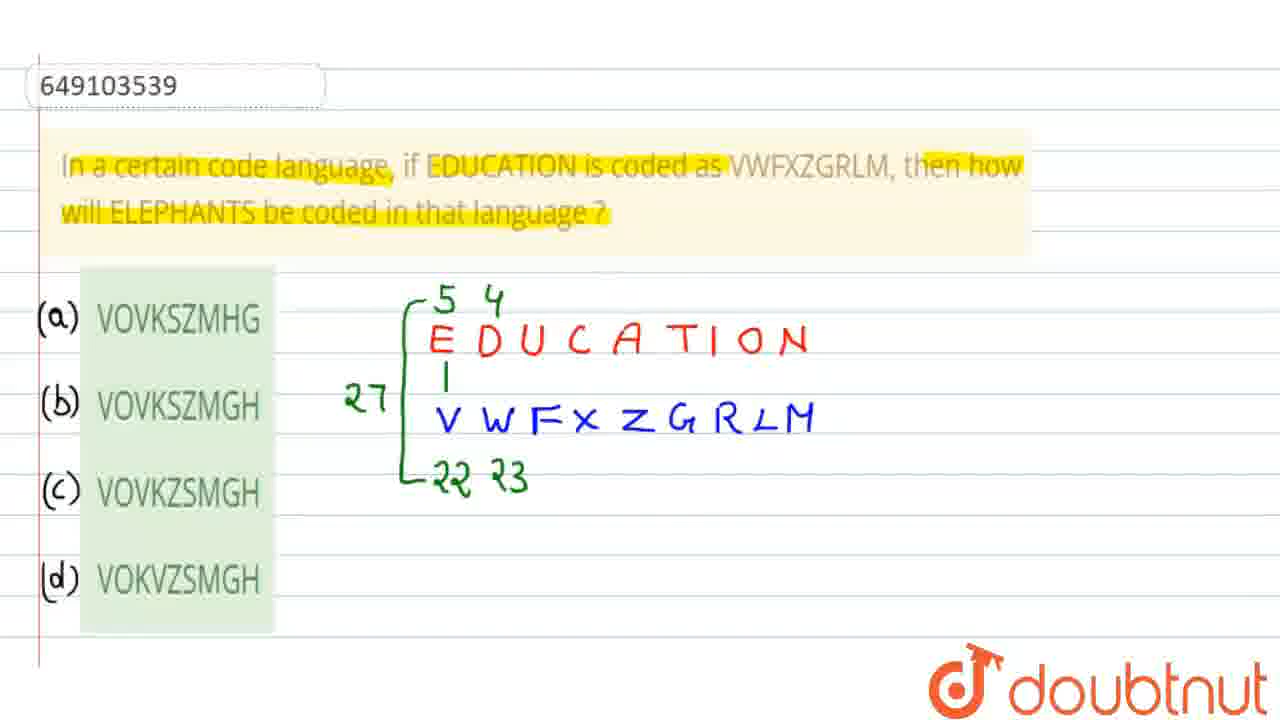 649103539
In a certain code language, if EDUCATION is coded as VWFXZGRLM, then how
will ELEPHANTS be coded in that language ?
(a) VOVKSZMHG
(b) VOVKSZMGH
(c) VOVKZSMGH
(d) VOKVZSMGH
5 4
E D U C A T I O N
27
V W F X Z G R L M
22 23
doubtnut